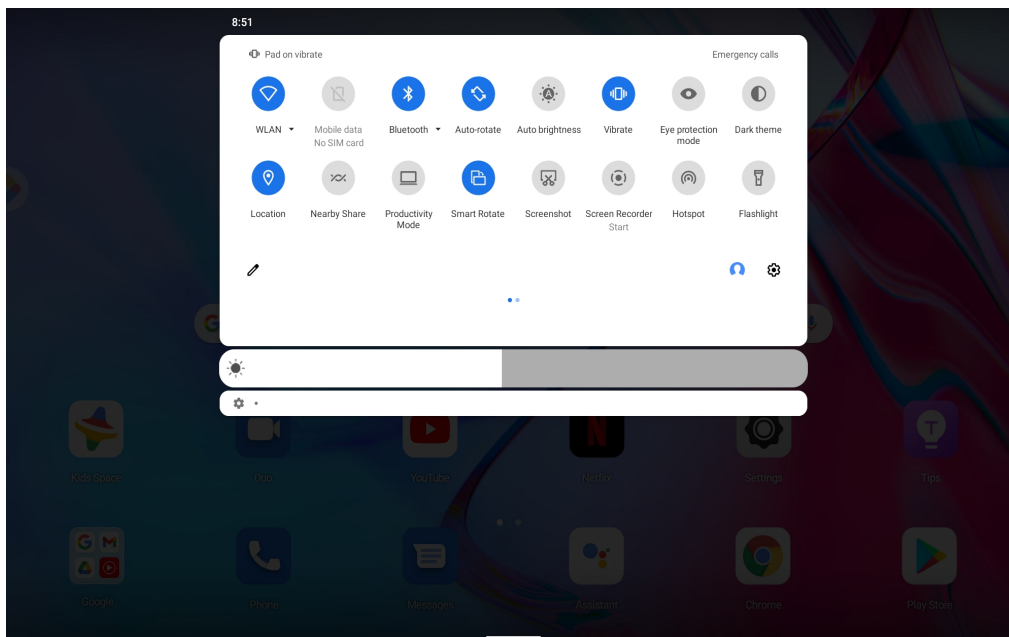 8:51
Pad on vibrate
Emergency calls
WLAN
Mobile data
No SIM card
Bluetooth
Auto-rotate
Auto brightness
Vibrate
Eye protection
mode
Dark theme
Location
Nearby Share
Productivity
Mode
Smart Rotate
Screenshot
Screen Recorder
Start
Hotspot
Flashlight
Kids Space
Duo
YouTube
Netflix
Settings
Tips
Google
Phone
Messages
Assistant
Chrome
Play Store